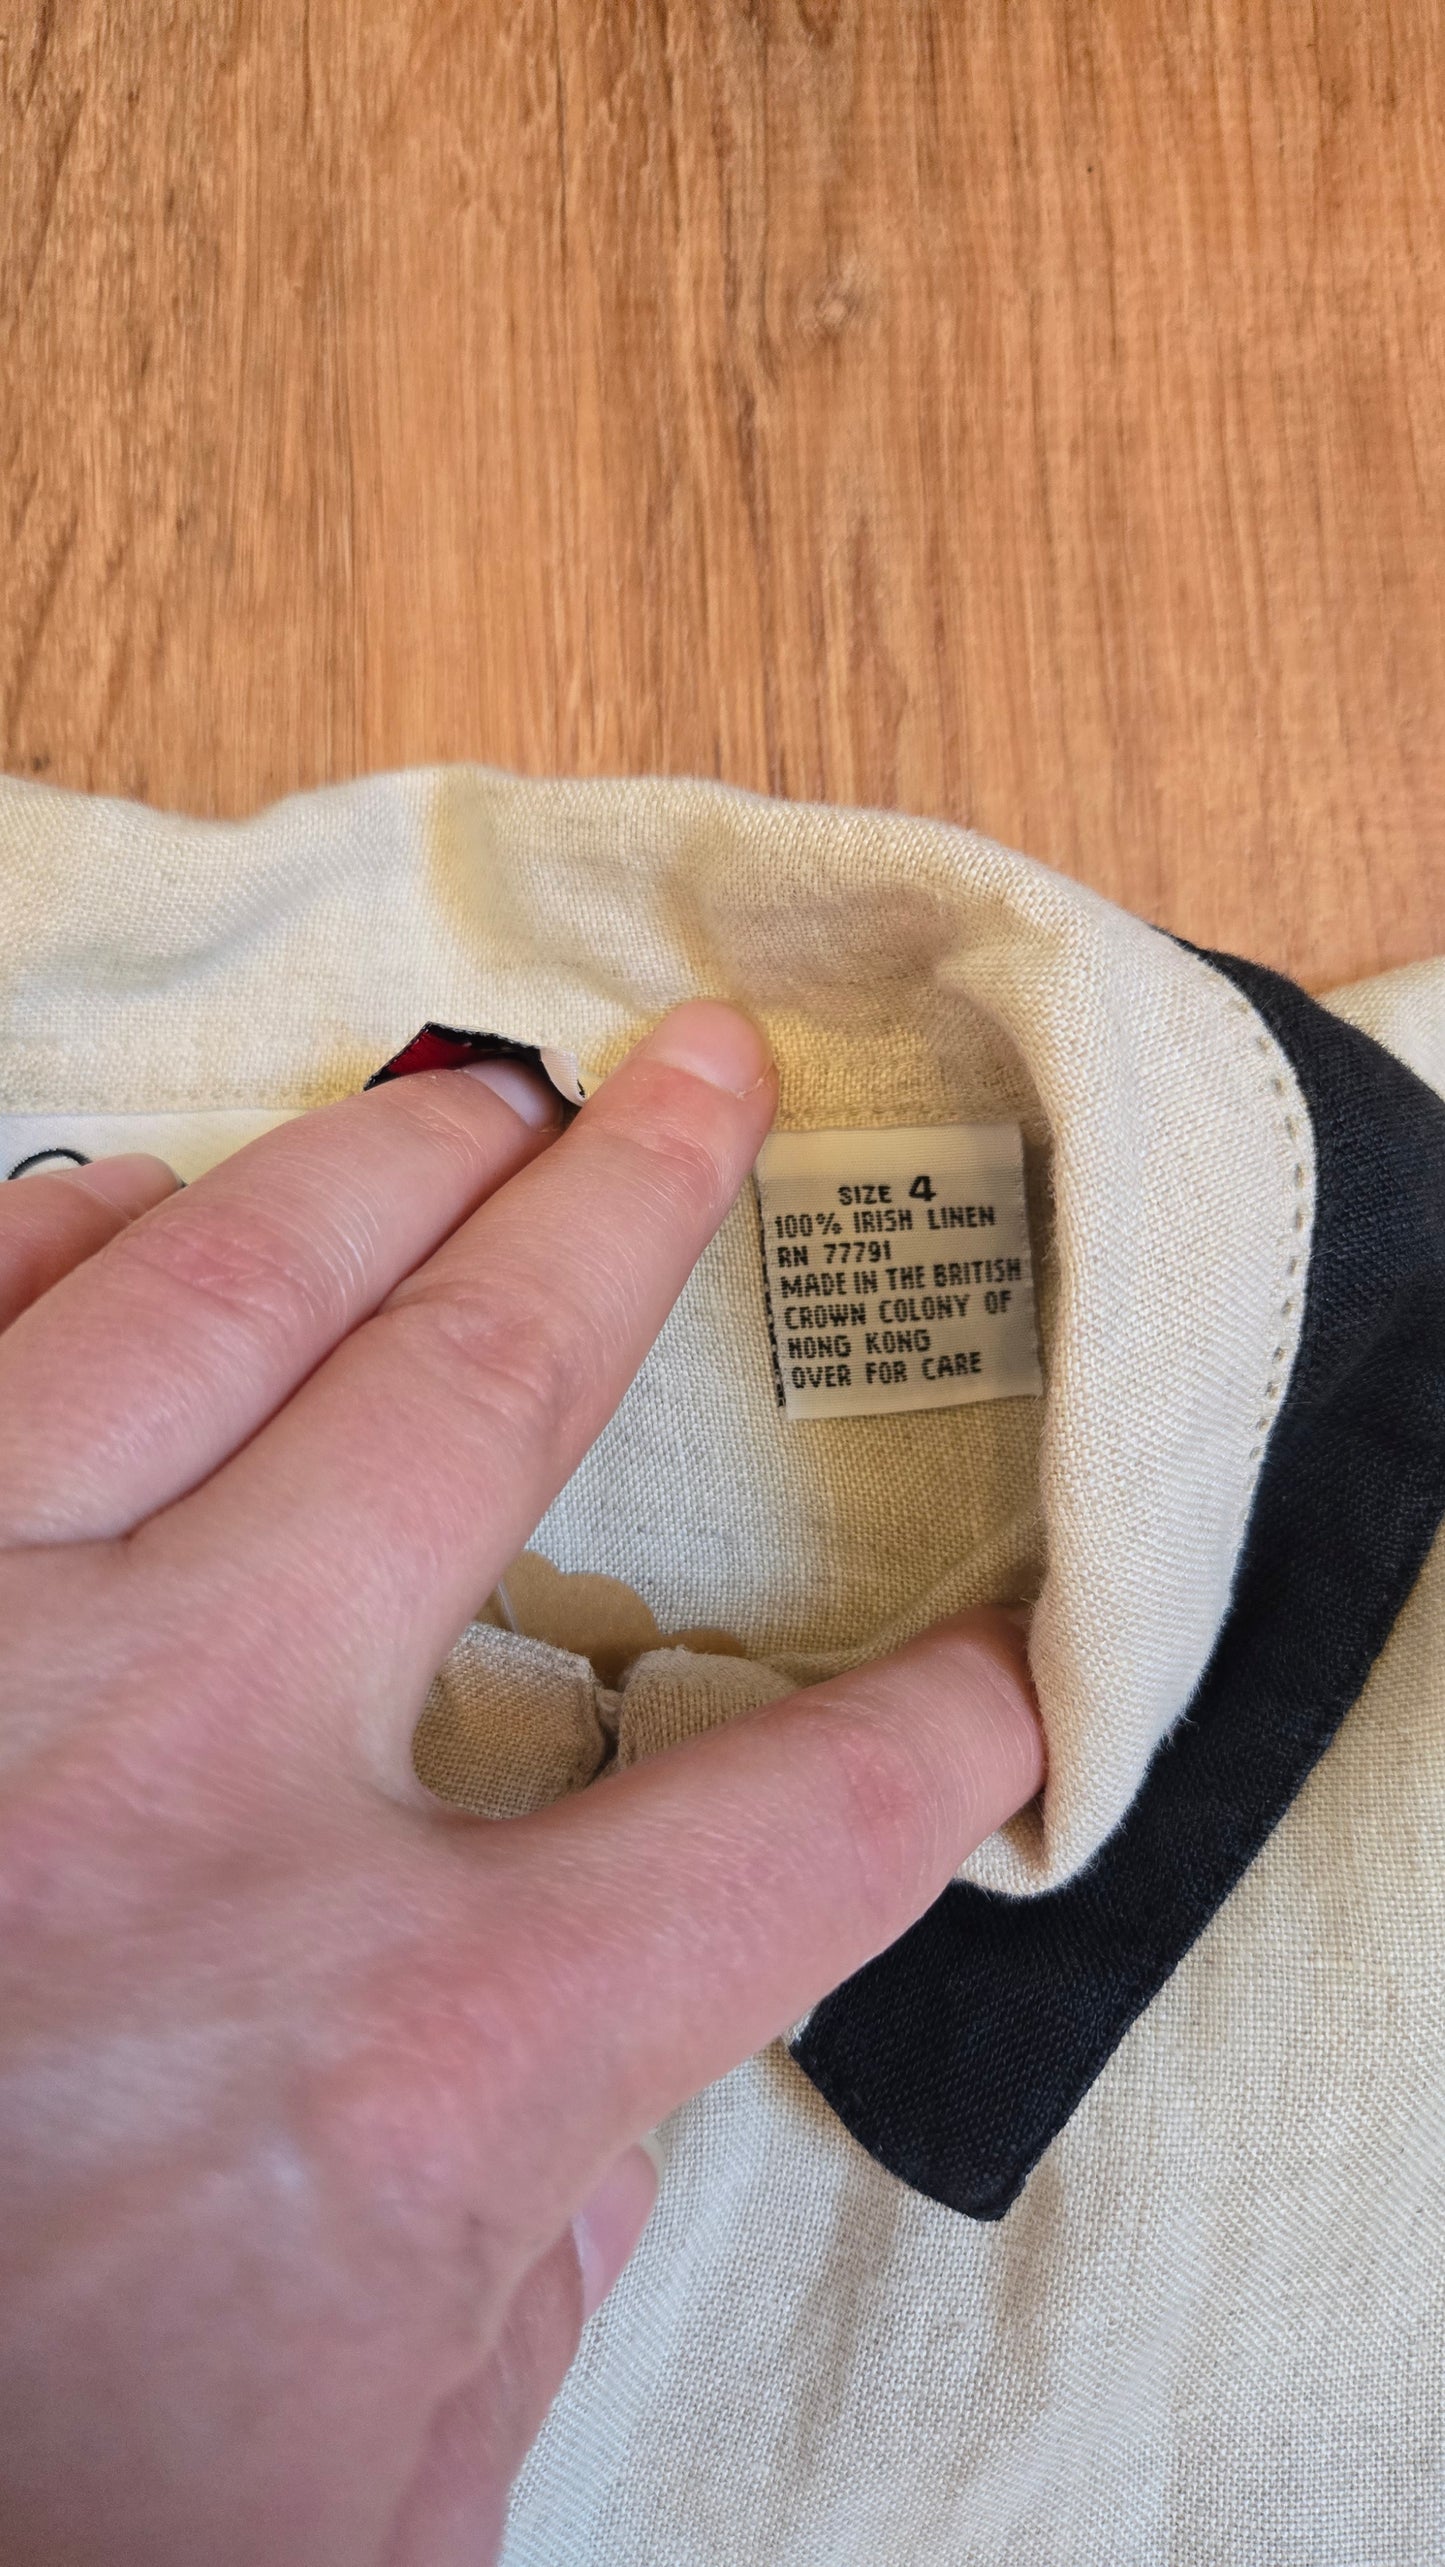 SIZE 4
100% IRISH LINEN
RN 77791
MADE IN THE BRITISH
CROWN COLONY OF
HONG KONG
OVER FOR CARE